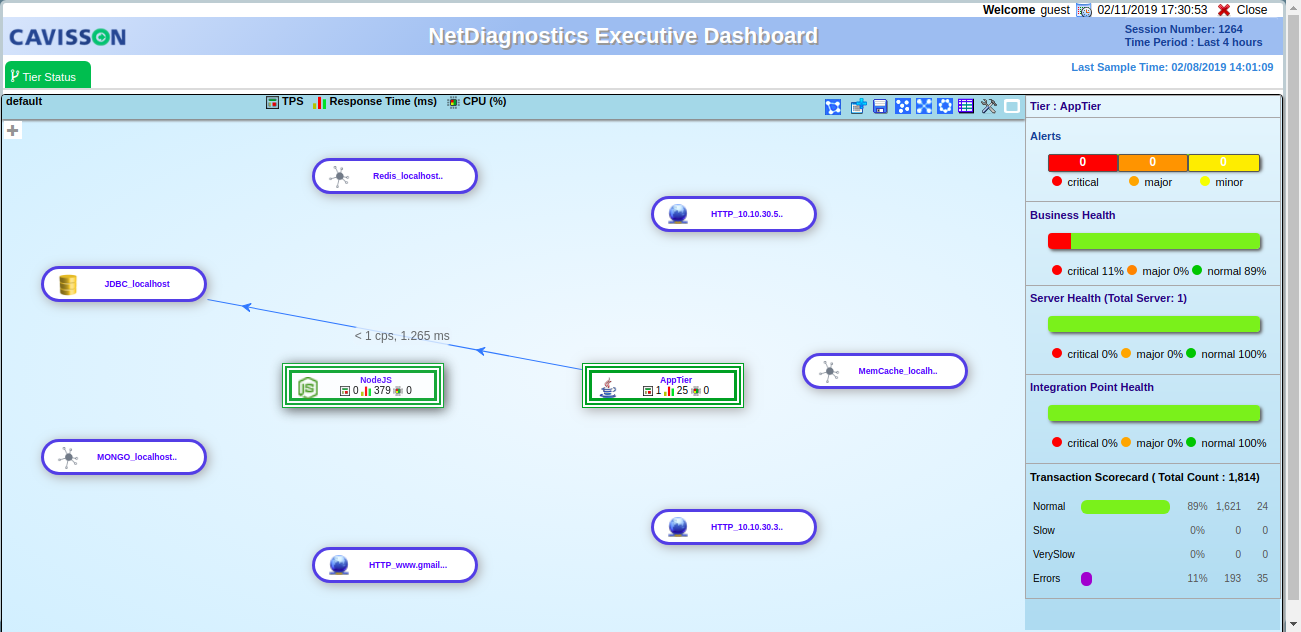 Welcome guest 02/11/2019 17:30:53 Close
CAVISSON
NetDiagnostics Executive Dashboard
Session Number: 1264
Time Period : Last 4 hours
Tier Status
Last Sample Time: 02/08/2019 14:01:09
default
TPS Response Time (ms) CPU (%)
Redis_localhost..
HTTP_10.10.30.5..
JDBC_localhost
< 1 cps, 1.265 ms
NodeJS
0 379 0
AppTier
1 25 0
MemCache_localh..
MONGO_localhost..
HTTP_10.10.30.3..
HTTP_www.gmail...
Tier : AppTier
Alerts
0 0 0
critical major minor
Business Health
critical 11% major 0% normal 89%
Server Health (Total Server: 1)
critical 0% major 0% normal 100%
Integration Point Health
critical 0% major 0% normal 100%
Transaction Scorecard ( Total Count : 1,814)
Normal 89% 1,621 24
Slow 0% 0 0
VerySlow 0% 0 0
Errors 11% 193 35